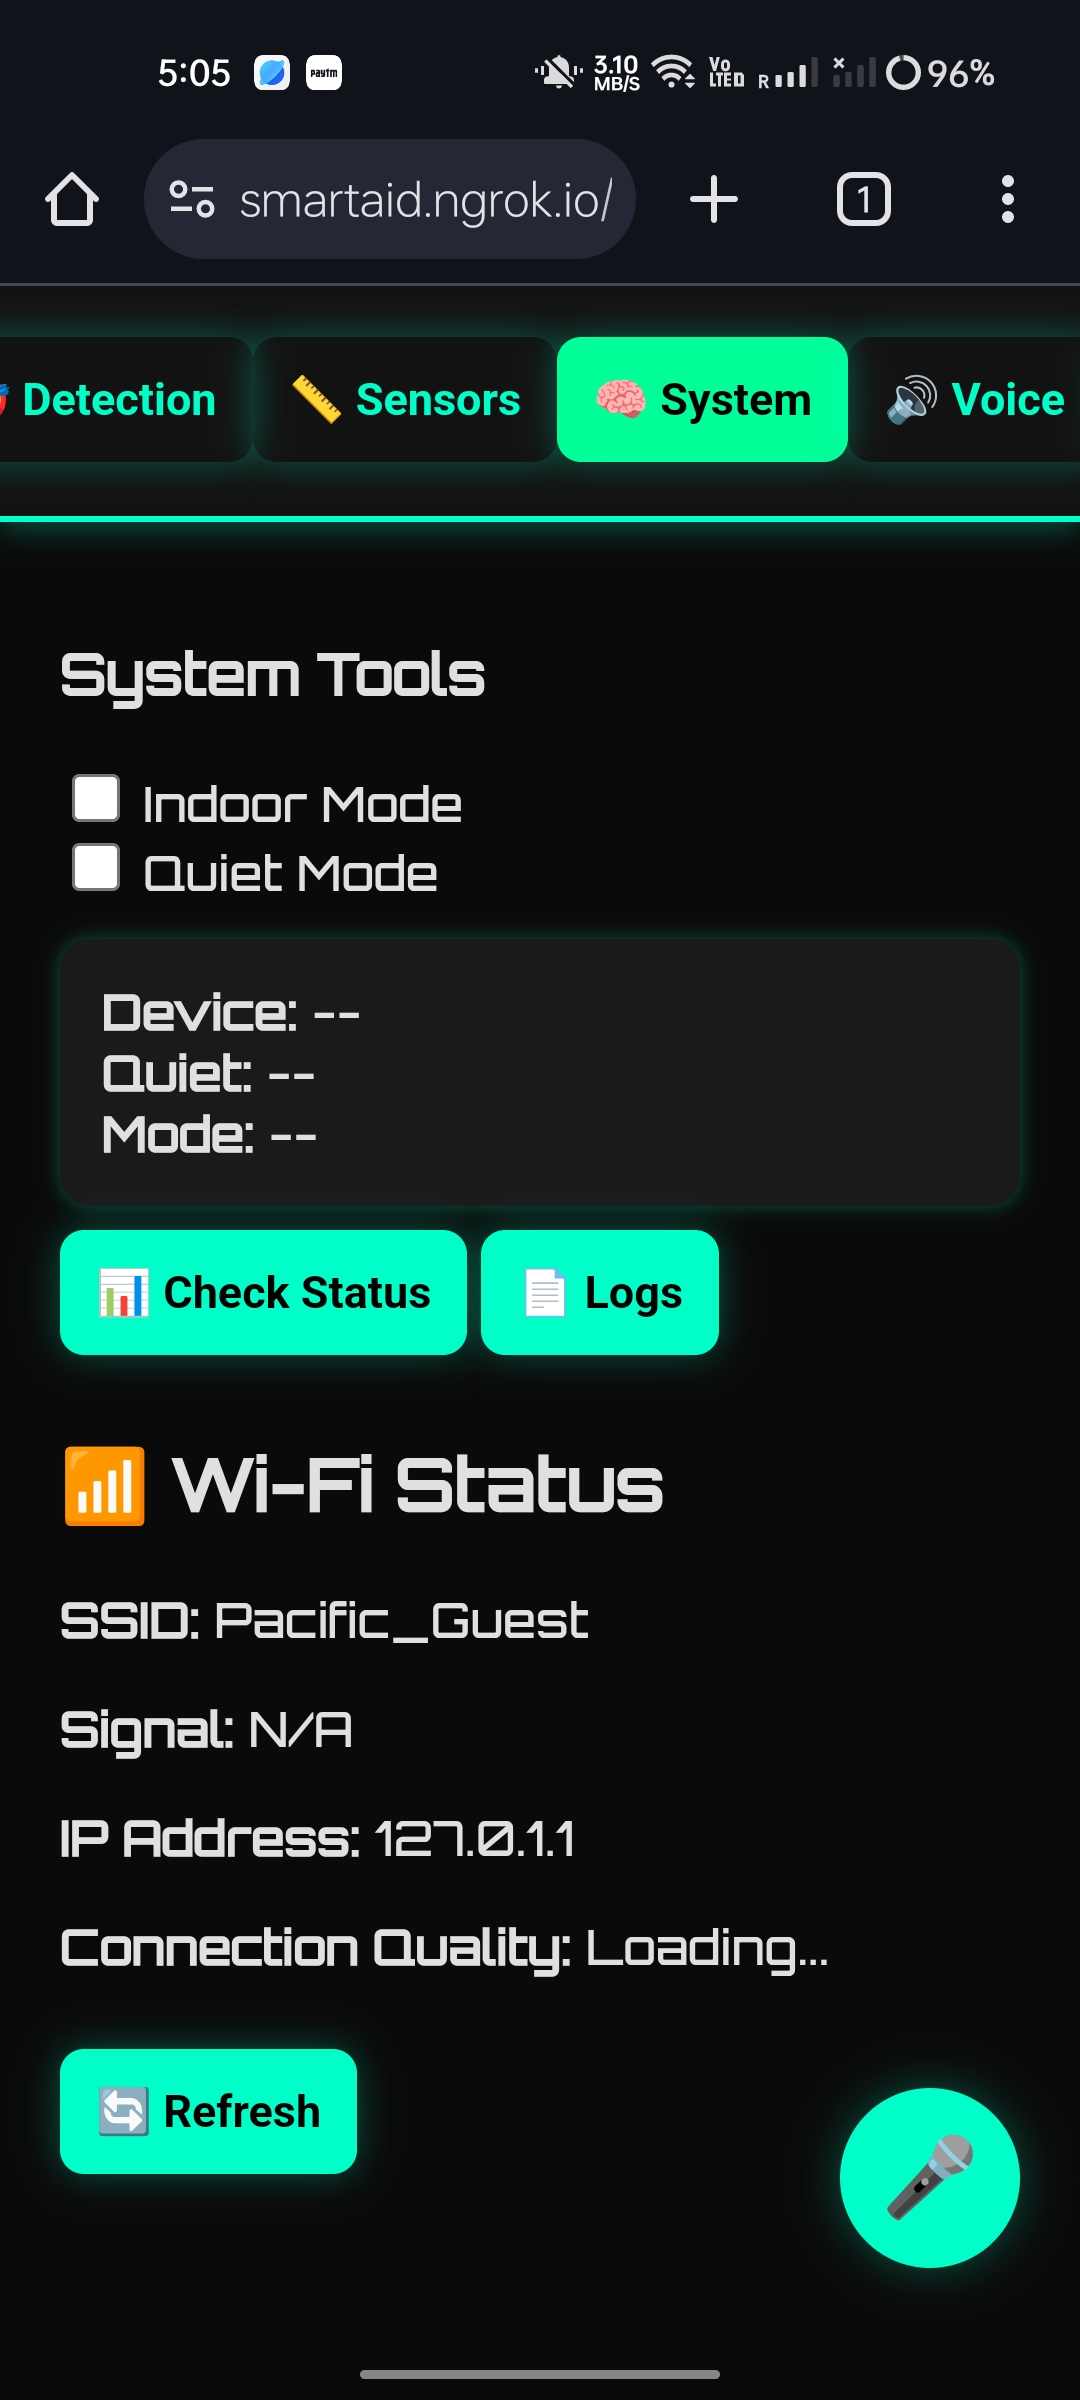 5:05 paytm 3.10 MB/S Vo LTED R 96%
smartaid.ngrok.io/ 1
Detection Sensors System Voice
System Tools
Indoor Mode
Quiet Mode
Device: --
Quiet: --
Mode: --
Check Status Logs
Wi-Fi Status
SSID: Pacific_Guest
Signal: N/A
IP Address: 127.0.1.1
Connection Quality: Loading...
Refresh